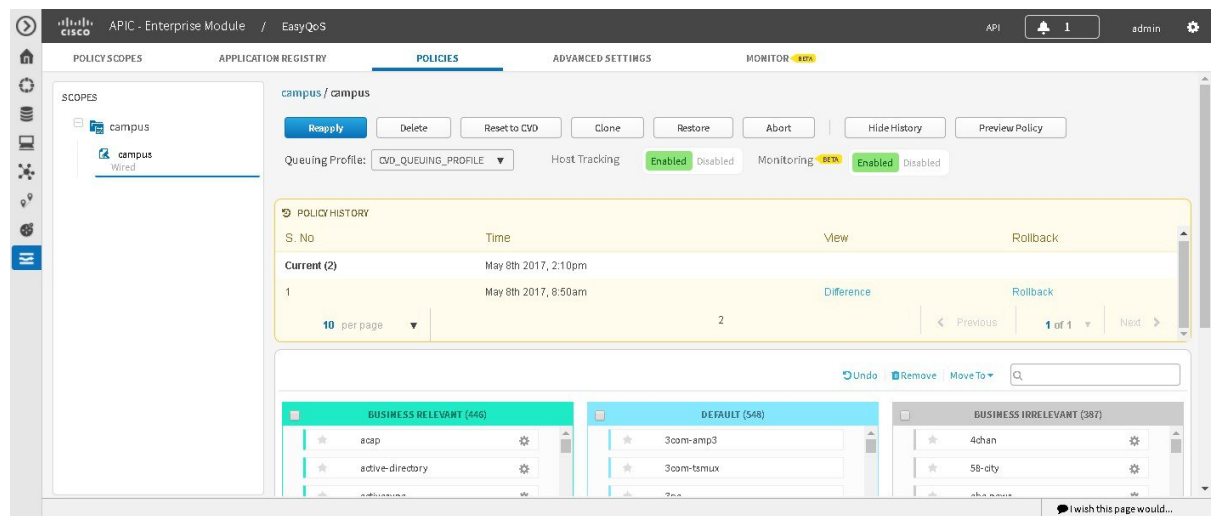 CISCO APIC - Enterprise Module / EasyQoS API 1 admin
POLICY SCOPES APPLICATION REGISTRY POLICIES ADVANCED SETTINGS MONITOR BETA
SCOPES
campus
campus
Wired
campus / campus
Reapply Delete Reset to CVD Clone Restore Abort Hide History Preview Policy
Queuing Profile: CVD_QUEUING_PROFILE Host Tracking Enabled Disabled Monitoring BETA Enabled Disabled
POLICY HISTORY
S. No Time View Rollback
Current (2) May 8th 2017, 2:10pm
1 May 8th 2017, 8:50am Difference Rollback
10 per page 2 Previous 1 of 1 Next
Undo Remove Move To
BUSINESS RELEVANT (446) DEFAULT (548) BUSINESS IRRELEVANT (387)
acap 3com-amp3 4chan
active-directory 3com-tsmux 58-city
I wish this page would...